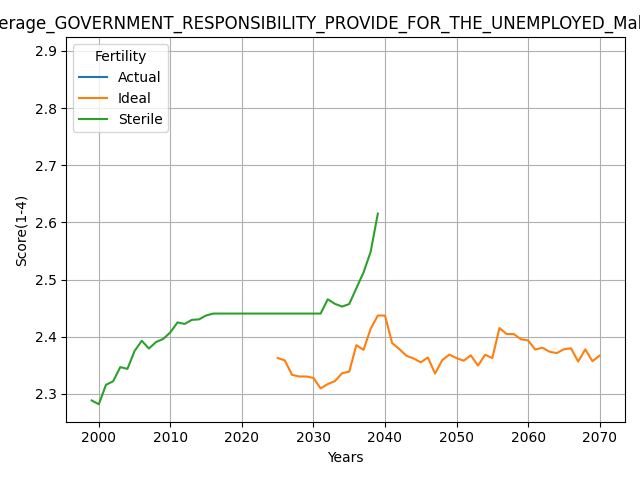 erage_GOVERNMENT_RESPONSIBILITY_PROVIDE_FOR_THE_UNEMPLOYED_Mal
Fertility
Actual
Ideal
Sterile
Score(1-4)
2.9
2.8
2.7
2.6
2.5
2.4
2.3
2000 2010 2020 2030 2040 2050 2060 2070
Years